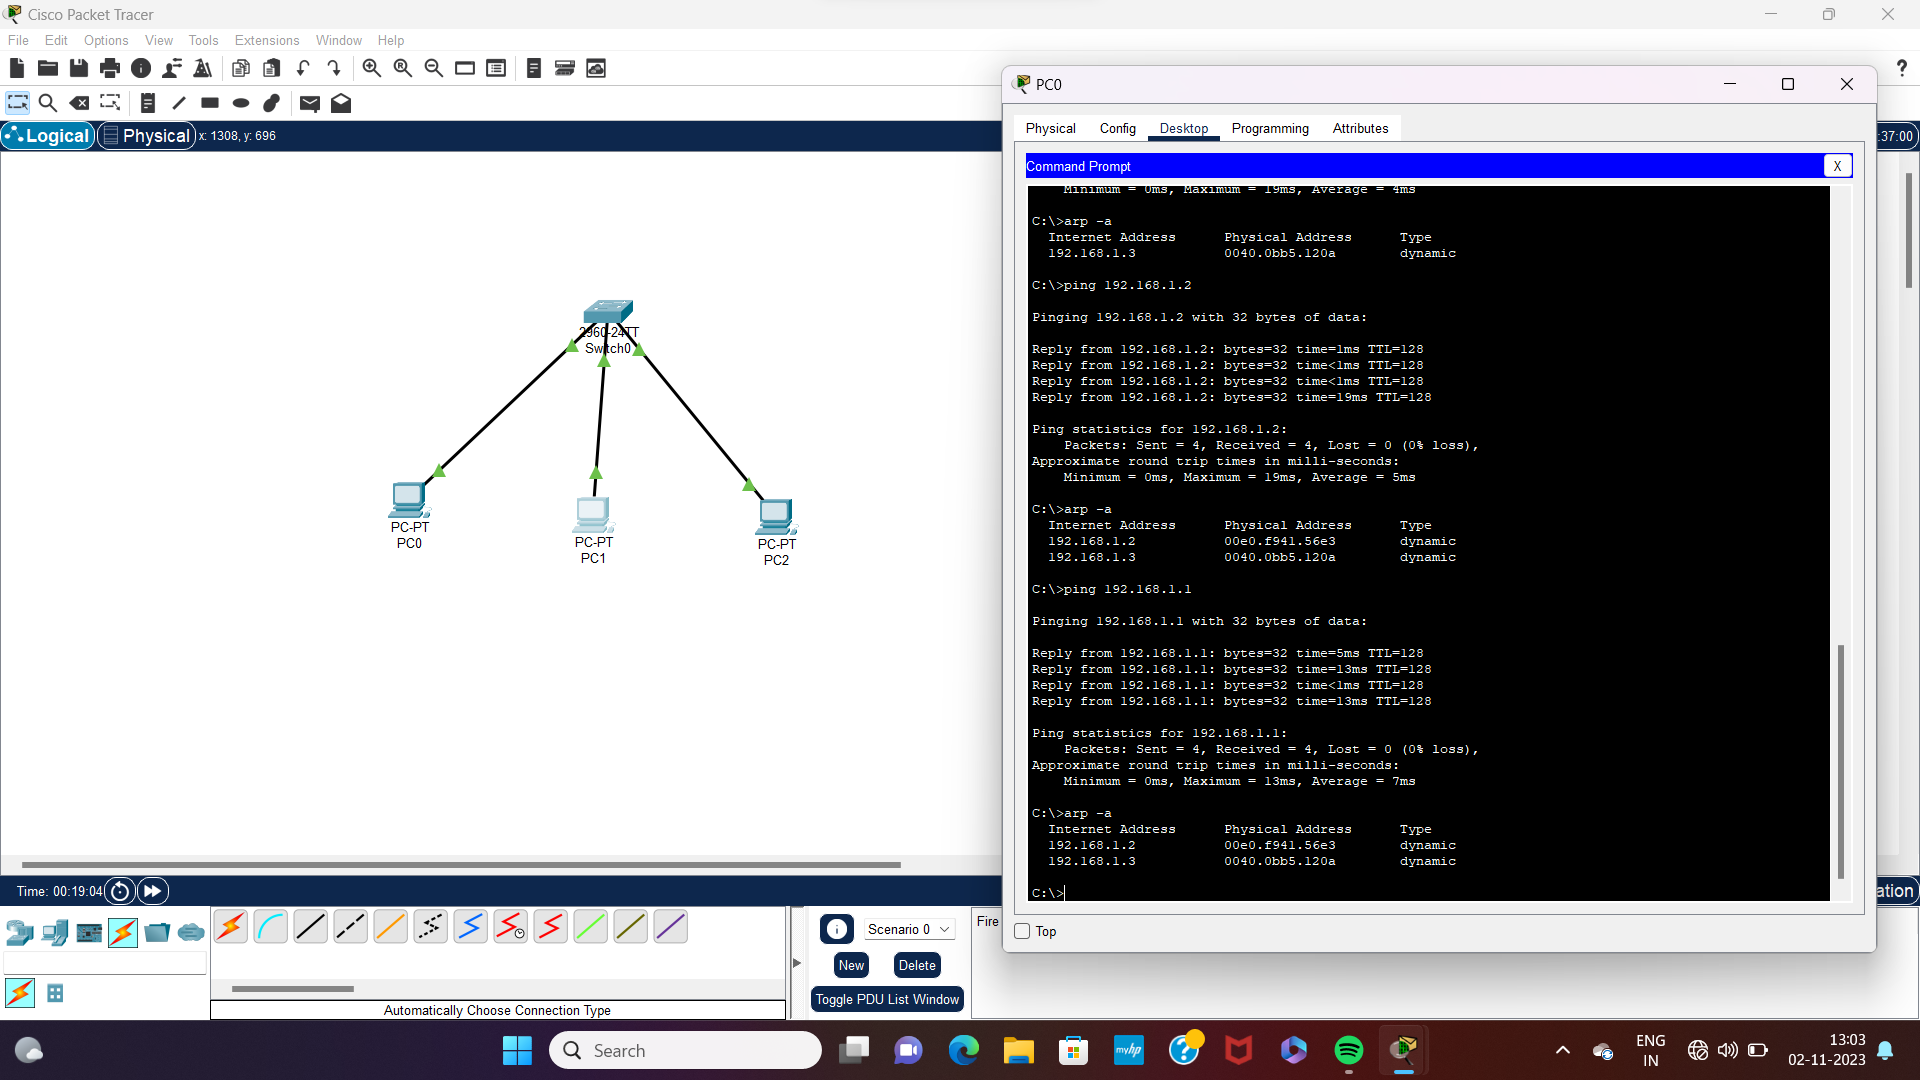 Cisco Packet Tracer
File Edit Options View Tools Extensions Window Help
Logical Physical x: 1308, y: 696
:37:00
2960-24TT
Switch0
PC-PT
PC0
PC-PT
PC1
PC-PT
PC2
PC0
Physical Config Desktop Programming Attributes
Command Prompt X
Minimum = 0ms, Maximum = 19ms, Average = 4ms
C:\>arp -a
Internet Address Physical Address Type
192.168.1.3 0040.0bb5.120a dynamic
C:\>ping 192.168.1.2
Pinging 192.168.1.2 with 32 bytes of data:
Reply from 192.168.1.2: bytes=32 time=1ms TTL=128
Reply from 192.168.1.2: bytes=32 time<1ms TTL=128
Reply from 192.168.1.2: bytes=32 time<1ms TTL=128
Reply from 192.168.1.2: bytes=32 time=19ms TTL=128
Ping statistics for 192.168.1.2:
Packets: Sent = 4, Received = 4, Lost = 0 (0% loss),
Approximate round trip times in milli-seconds:
Minimum = 0ms, Maximum = 19ms, Average = 5ms
C:\>arp -a
Internet Address Physical Address Type
192.168.1.2 00e0.f941.56e3 dynamic
192.168.1.3 0040.0bb5.120a dynamic
C:\>ping 192.168.1.1
Pinging 192.168.1.1 with 32 bytes of data:
Reply from 192.168.1.1: bytes=32 time=5ms TTL=128
Reply from 192.168.1.1: bytes=32 time=13ms TTL=128
Reply from 192.168.1.1: bytes=32 time<1ms TTL=128
Reply from 192.168.1.1: bytes=32 time=13ms TTL=128
Ping statistics for 192.168.1.1:
Packets: Sent = 4, Received = 4, Lost = 0 (0% loss),
Approximate round trip times in milli-seconds:
Minimum = 0ms, Maximum = 13ms, Average = 7ms
C:\>arp -a
Internet Address Physical Address Type
192.168.1.2 00e0.f941.56e3 dynamic
192.168.1.3 0040.0bb5.120a dynamic
C:\>
Top
Time: 00:19:04
ation
Scenario 0
New Delete
Toggle PDU List Window
Fire
Automatically Choose Connection Type
Search
myhp
ENG
IN
13:03
02-11-2023